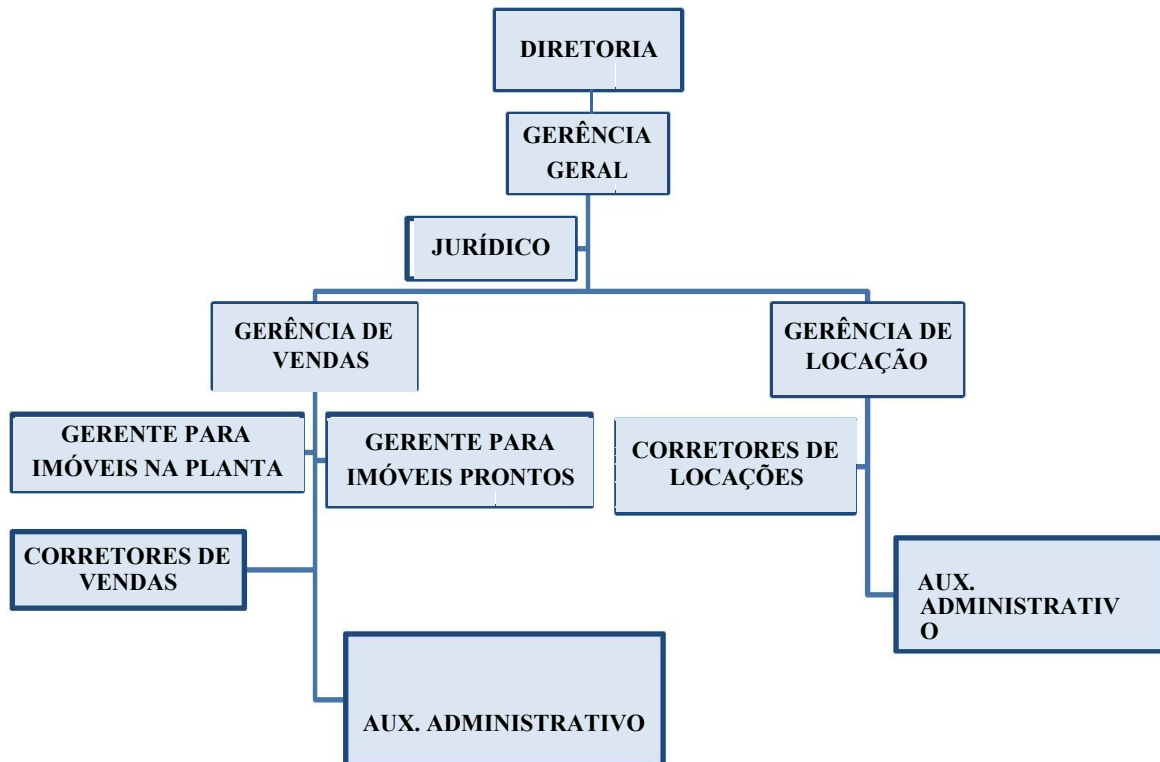 DIRETORIA
GERÊNCIA
GERAL
JURÍDICO
GERÊNCIA DE
VENDAS
GERÊNCIA DE
LOCAÇÃO
GERENTE PARA
IMÓVEIS NA PLANTA
GERENTE PARA
IMÓVEIS PRONTOS
CORRETORES DE
LOCAÇÕES
CORRETORES DE
VENDAS
AUX.
ADMINISTRATIV
O
AUX. ADMINISTRATIVO